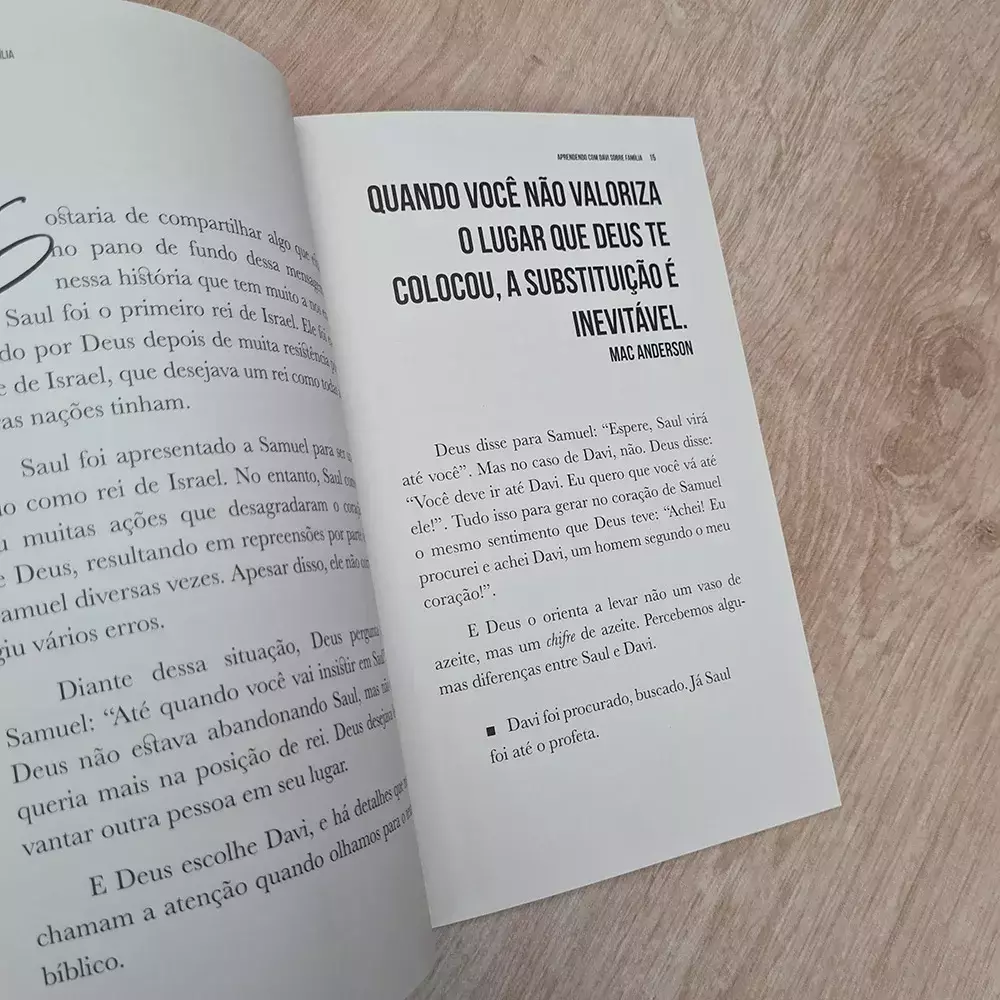 ÍLIA
ostaria de compartilhar algo que
no pano de fundo dessa mensagem
nessa história que tem muito a nos
Saul foi o primeiro rei de Israel. Ele foi
do por Deus depois de muita resistência
e de Israel, que desejava um rei como todas
as nações tinham.
Saul foi apresentado a Samuel para ser
o como rei de Israel. No entanto, Saul
muitas ações que desagradaram o
e Deus, resultando em repreensões por parte
amuel diversas vezes. Apesar disso, ele não
giu vários erros.
Diante dessa situação, Deus pergunta
Samuel: “Até quando você vai insistir em Saul
Deus não estava abandonando Saul, mas não
queria mais na posição de rei. Deus desejava
vantar outra pessoa em seu lugar.
E Deus escolhe Davi, e há detalhes que
chamam a atenção quando olhamos para o
bíblico.
APRENDENDO COM DAVI SOBRE FAMÍLIA 15
QUANDO VOCÊ NÃO VALORIZA
O LUGAR QUE DEUS TE
COLOCOU, A SUBSTITUIÇÃO É
INEVITÁVEL.
MAC ANDERSON
Deus disse para Samuel: “Espere, Saul virá
até você”. Mas no caso de Davi, não. Deus disse:
“Você deve ir até Davi. Eu quero que você vá até
ele!”. Tudo isso para gerar no coração de Samuel
o mesmo sentimento que Deus teve: “Achei! Eu
procurei e achei Davi, um homem segundo o meu
coração!”.
E Deus o orienta a levar não um vaso de
azeite, mas um chifre de azeite. Percebemos algu-
mas diferenças entre Saul e Davi.
■ Davi foi procurado, buscado. Já Saul
foi até o profeta.